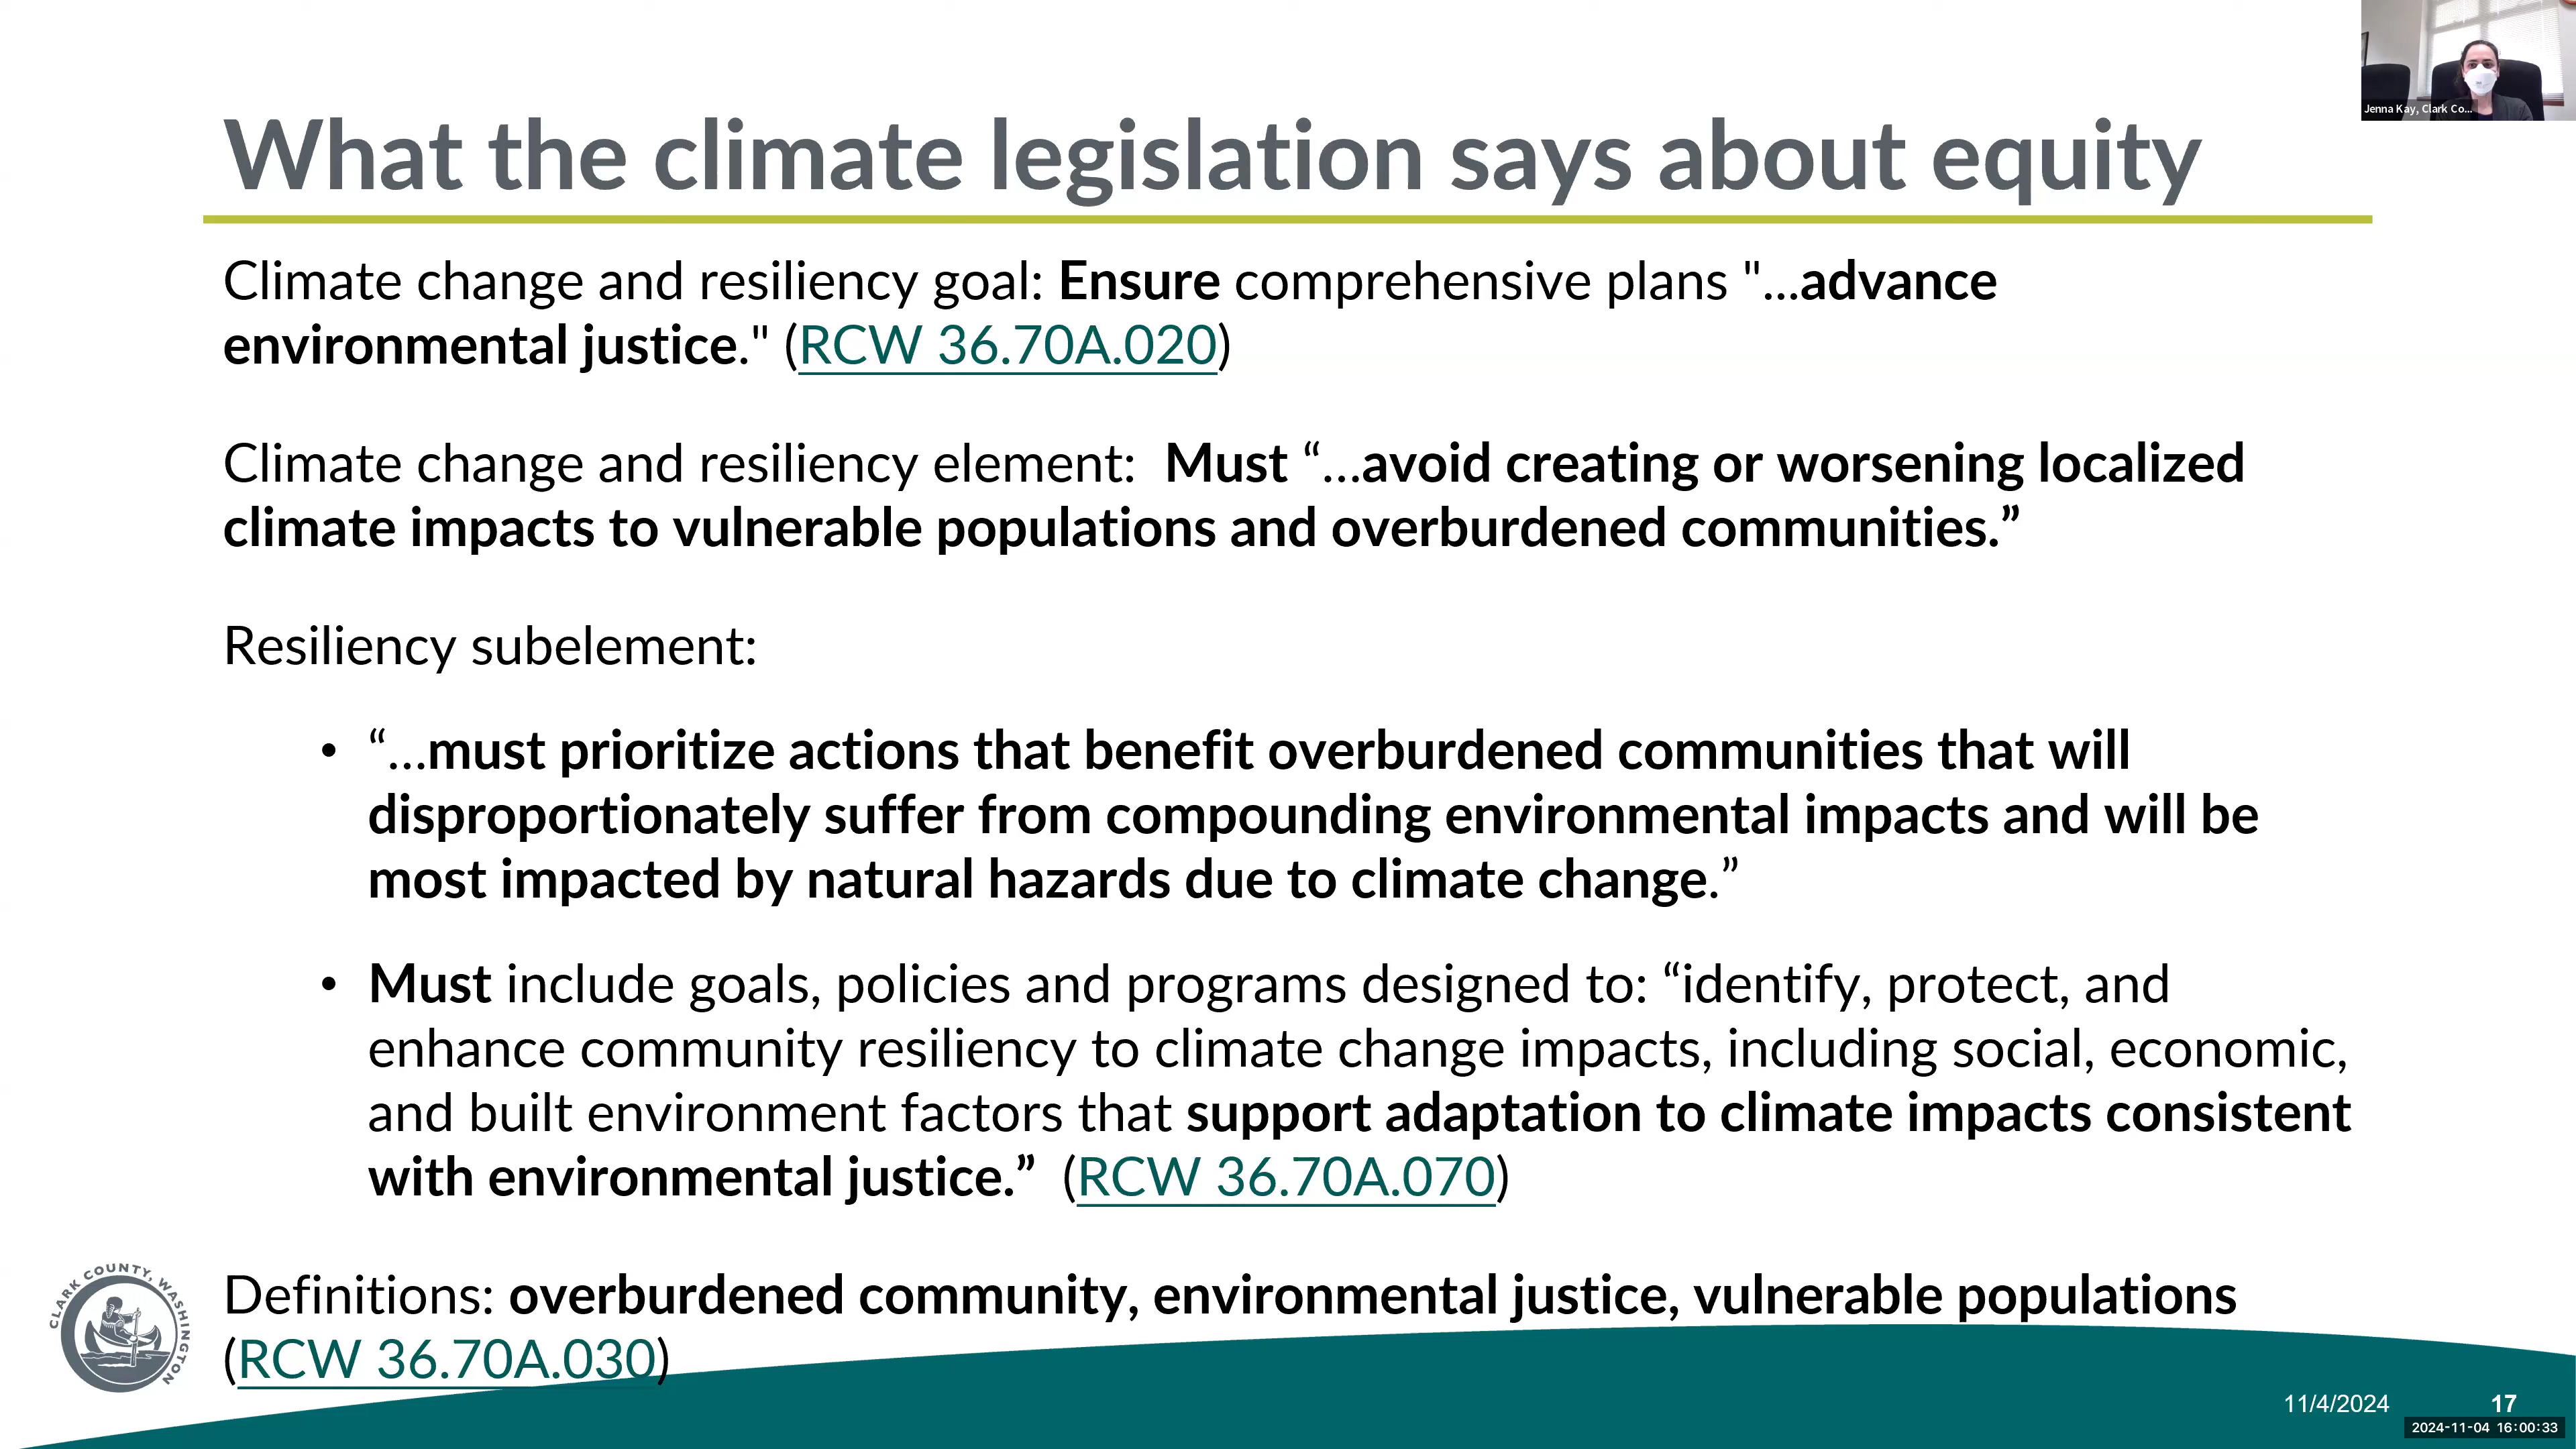 Jenna Kay, Clark Co...
What the climate legislation says about equity
Climate change and resiliency goal: Ensure comprehensive plans "...advance
environmental justice." (RCW 36.70A.020)
Climate change and resiliency element:  Must “...avoid creating or worsening localized
climate impacts to vulnerable populations and overburdened communities.”
Resiliency subelement:
• “...must prioritize actions that benefit overburdened communities that will
disproportionately suffer from compounding environmental impacts and will be
most impacted by natural hazards due to climate change.”
• Must include goals, policies and programs designed to: “identify, protect, and
enhance community resiliency to climate change impacts, including social, economic,
and built environment factors that support adaptation to climate impacts consistent
with environmental justice.”  (RCW 36.70A.070)
Definitions: overburdened community, environmental justice, vulnerable populations
(RCW 36.70A.030)
CLARK COUNTY, WASHINGTON
11/4/2024
17
2024-11-04 16:00:33